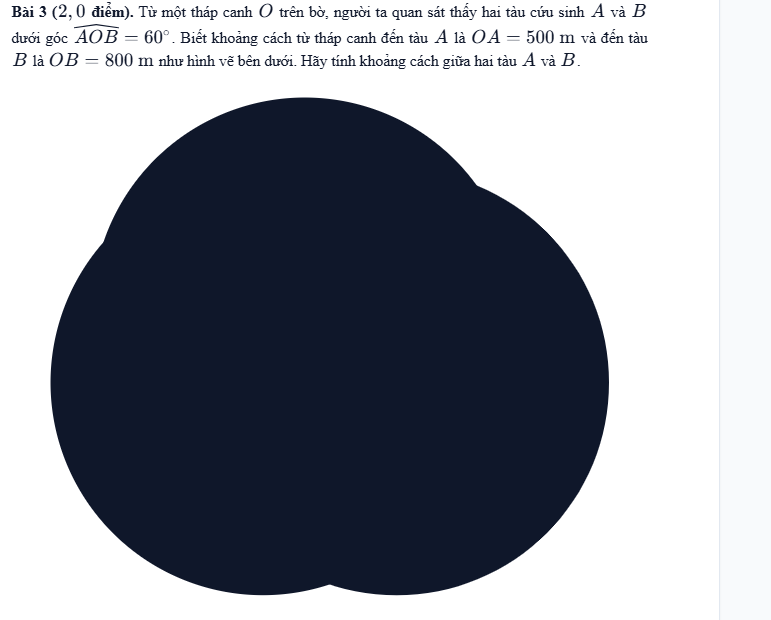 Bài 3 (2, 0 điểm). Từ một tháp canh O trên bờ, người ta quan sát thấy hai tàu cứu sinh A và B
dưới góc \widehat{AOB} = 60°. Biết khoảng cách từ tháp canh đến tàu A là OA = 500 m và đến tàu
B là OB = 800 m như hình vẽ bên dưới. Hãy tính khoảng cách giữa hai tàu A và B.